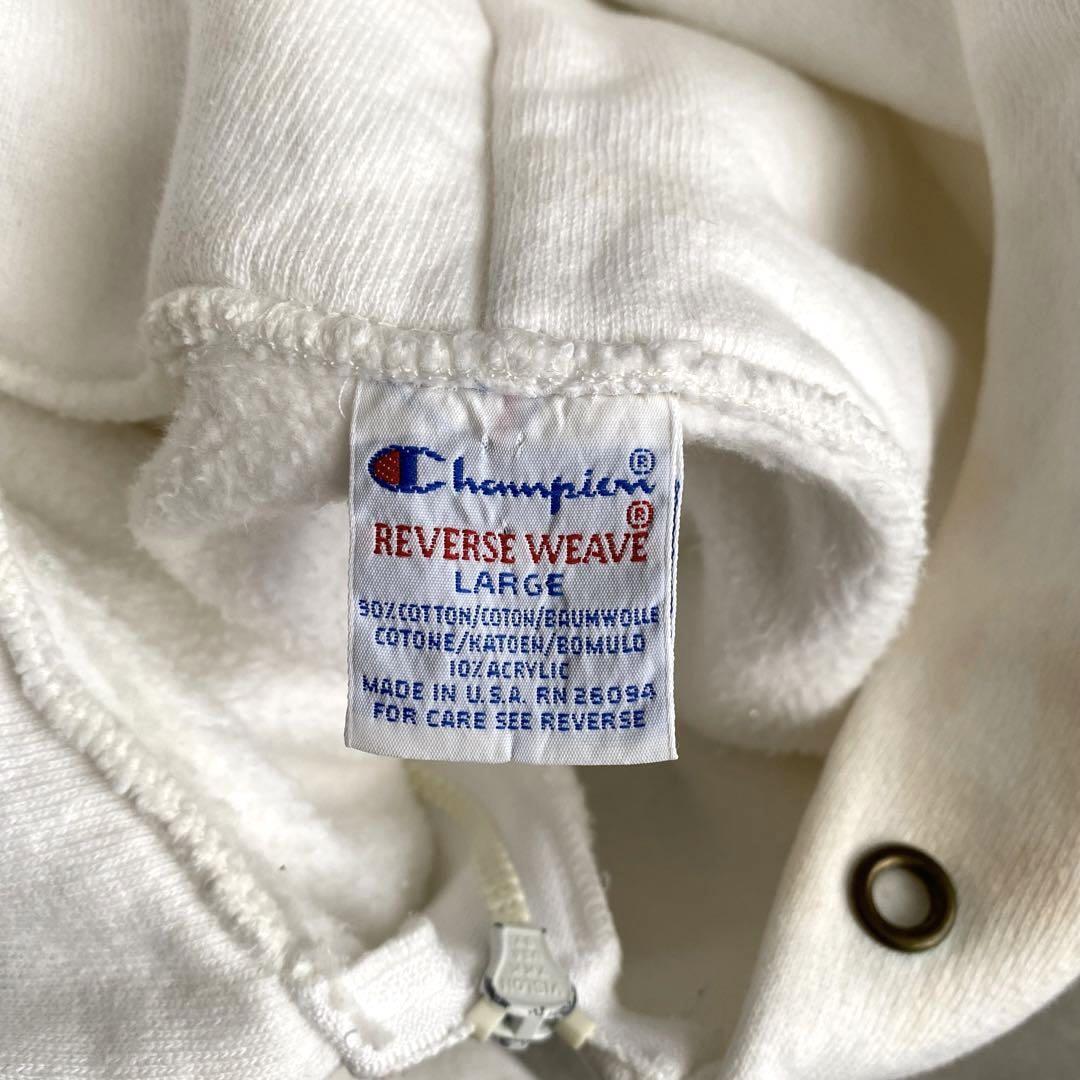 Champion®
REVERSE WEAVE®
LARGE
90% COTTON/COTON/BAUMWOLLE
COTONE/KATOEN/BOMULD
10% ACRYLIC
MADE IN U.S.A. RN 26094
FOR CARE SEE REVERSE